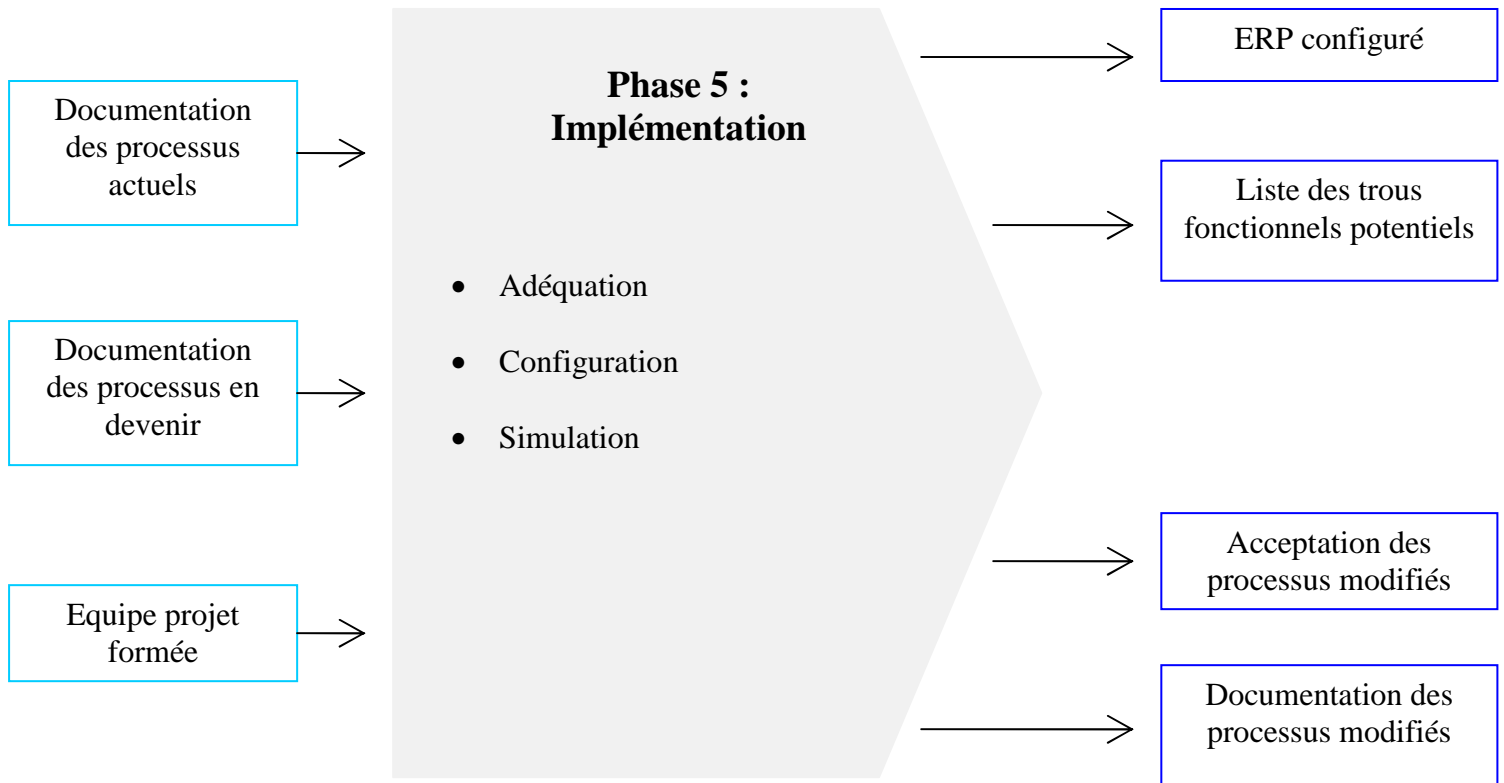 Documentation
des processus
actuels
Documentation
des processus en
devenir
Equipe projet
formée
Phase 5 :
Implémentation
• Adéquation
• Configuration
• Simulation
ERP configuré
Liste des trous
fonctionnels potentiels
Acceptation des
processus modifiés
Documentation des
processus modifiés